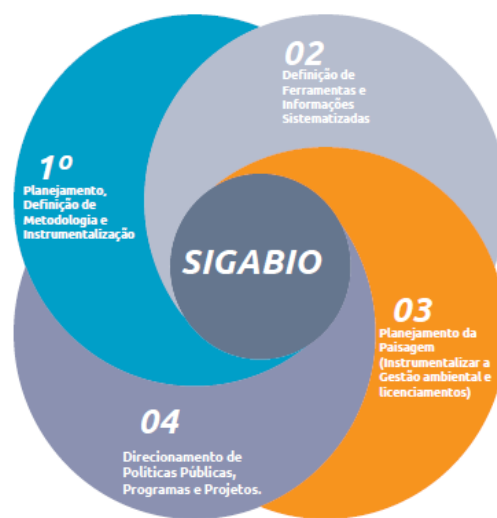 1º
Planejamento,
Definição de
Metodologia e
Instrumentalização
02
Definição de
Ferramentas e
Informações
Sistematizadas
SIGABIO
03
Planejamento da
Paisagem
(Instrumentalizar a
Gestão ambiental e
licenciamentos)
04
Direcionamento de
Políticas Públicas,
Programas e Projetos.